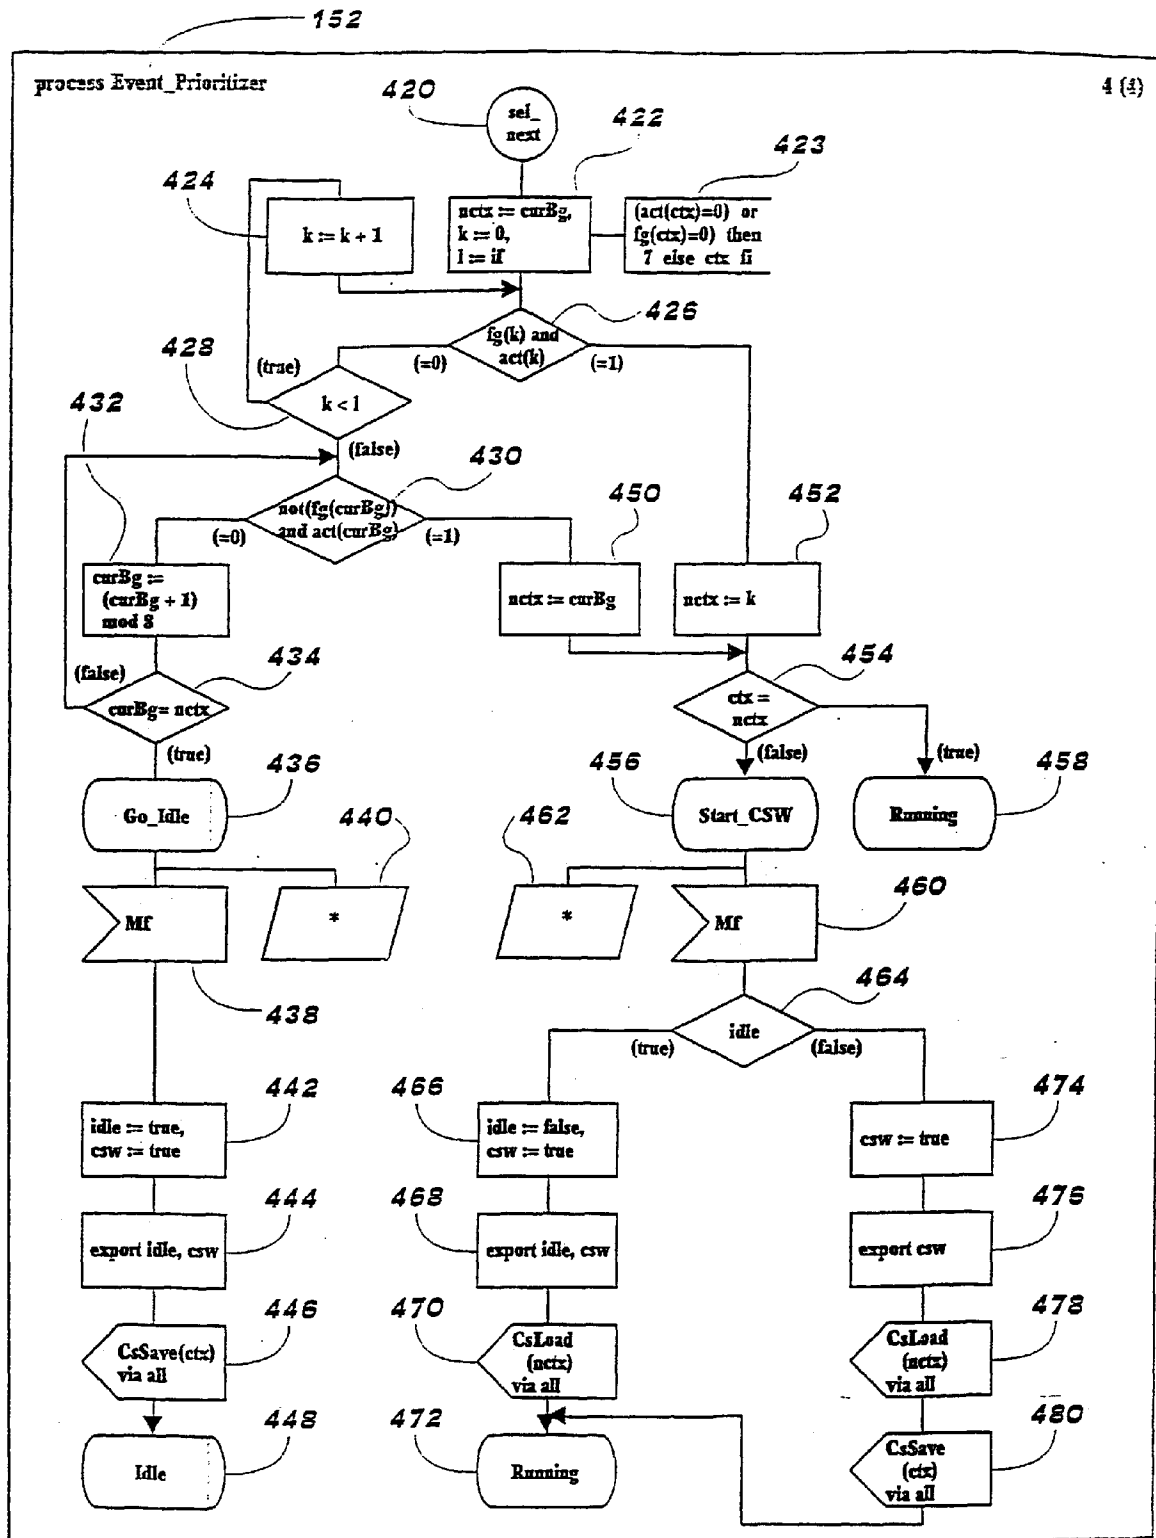 152
process Event_Prioritizer
4 (4)
420
sel_
next
422
423
424
k := k + 1
nctx := curBg,
k := 0,
l := if
(act(ctx)=0) or
fg(ctx)=0) then
7 else ctx fi
426
fg(k) and
act(k)
(=0)
(=1)
428
(true)
k < l
(false)
432
430
not(fg(curBg))
and act(curBg)
(=0)
(=1)
450
452
curBg :=
(curBg + 1)
mod 8
nctx := curBg
nctx := k
434
(false)
curBg= nctx
(true)
454
ctx =
nctx
(false)
(true)
436
Go_Idle
456
Start_CSW
458
Running
440
462
Mf
*
*
Mf
460
438
464
idle
(true)
(false)
442
466
474
idle := true,
csw := true
idle := false,
csw := true
csw := true
444
468
476
export idle, csw
export idle, csw
export csw
446
470
478
CsSave(ctx)
via all
CsLoad
(nctx)
via all
CsLoad
(nctx)
via all
448
472
480
Idle
Running
CsSave
(ctx)
via all